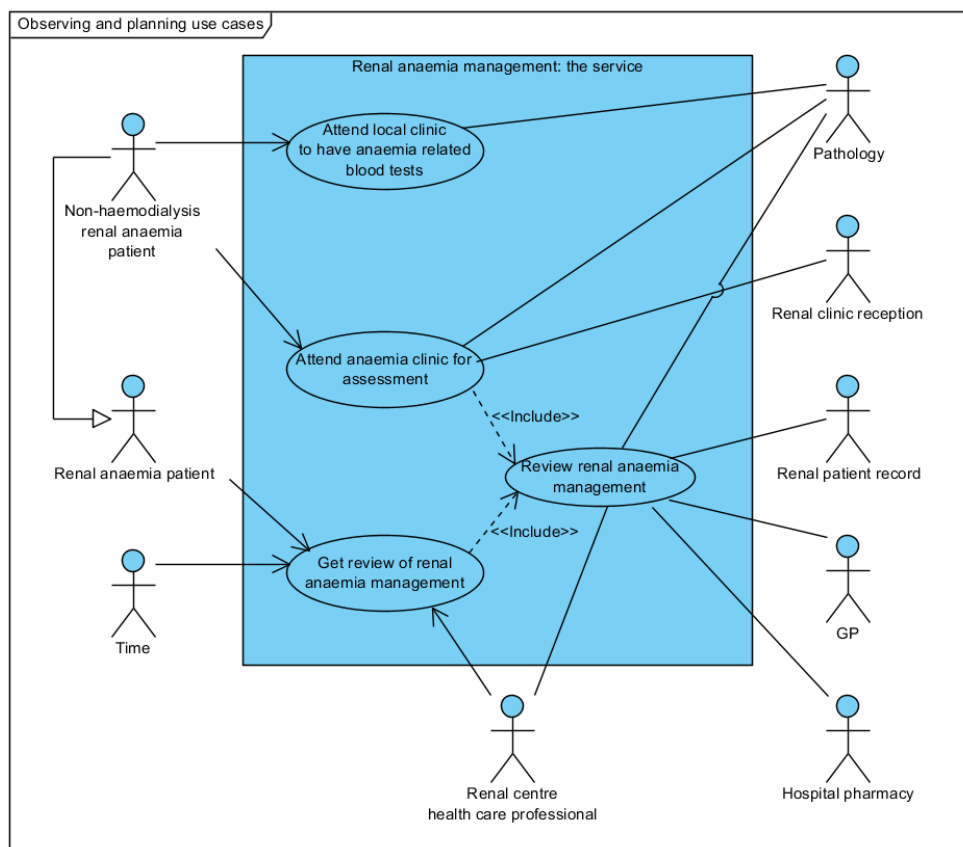 Observing and planning use cases
Renal anaemia management: the service
Attend local clinic
to have anaemia related
blood tests
Pathology
Non-haemodialysis
renal anaemia
patient
Renal clinic reception
Attend anaemia clinic for
assessment
<<Include>>
Renal anaemia patient
Review renal anaemia
management
Renal patient record
<<Include>>
Get review of renal
anaemia management
Time
GP
Renal centre
health care professional
Hospital pharmacy